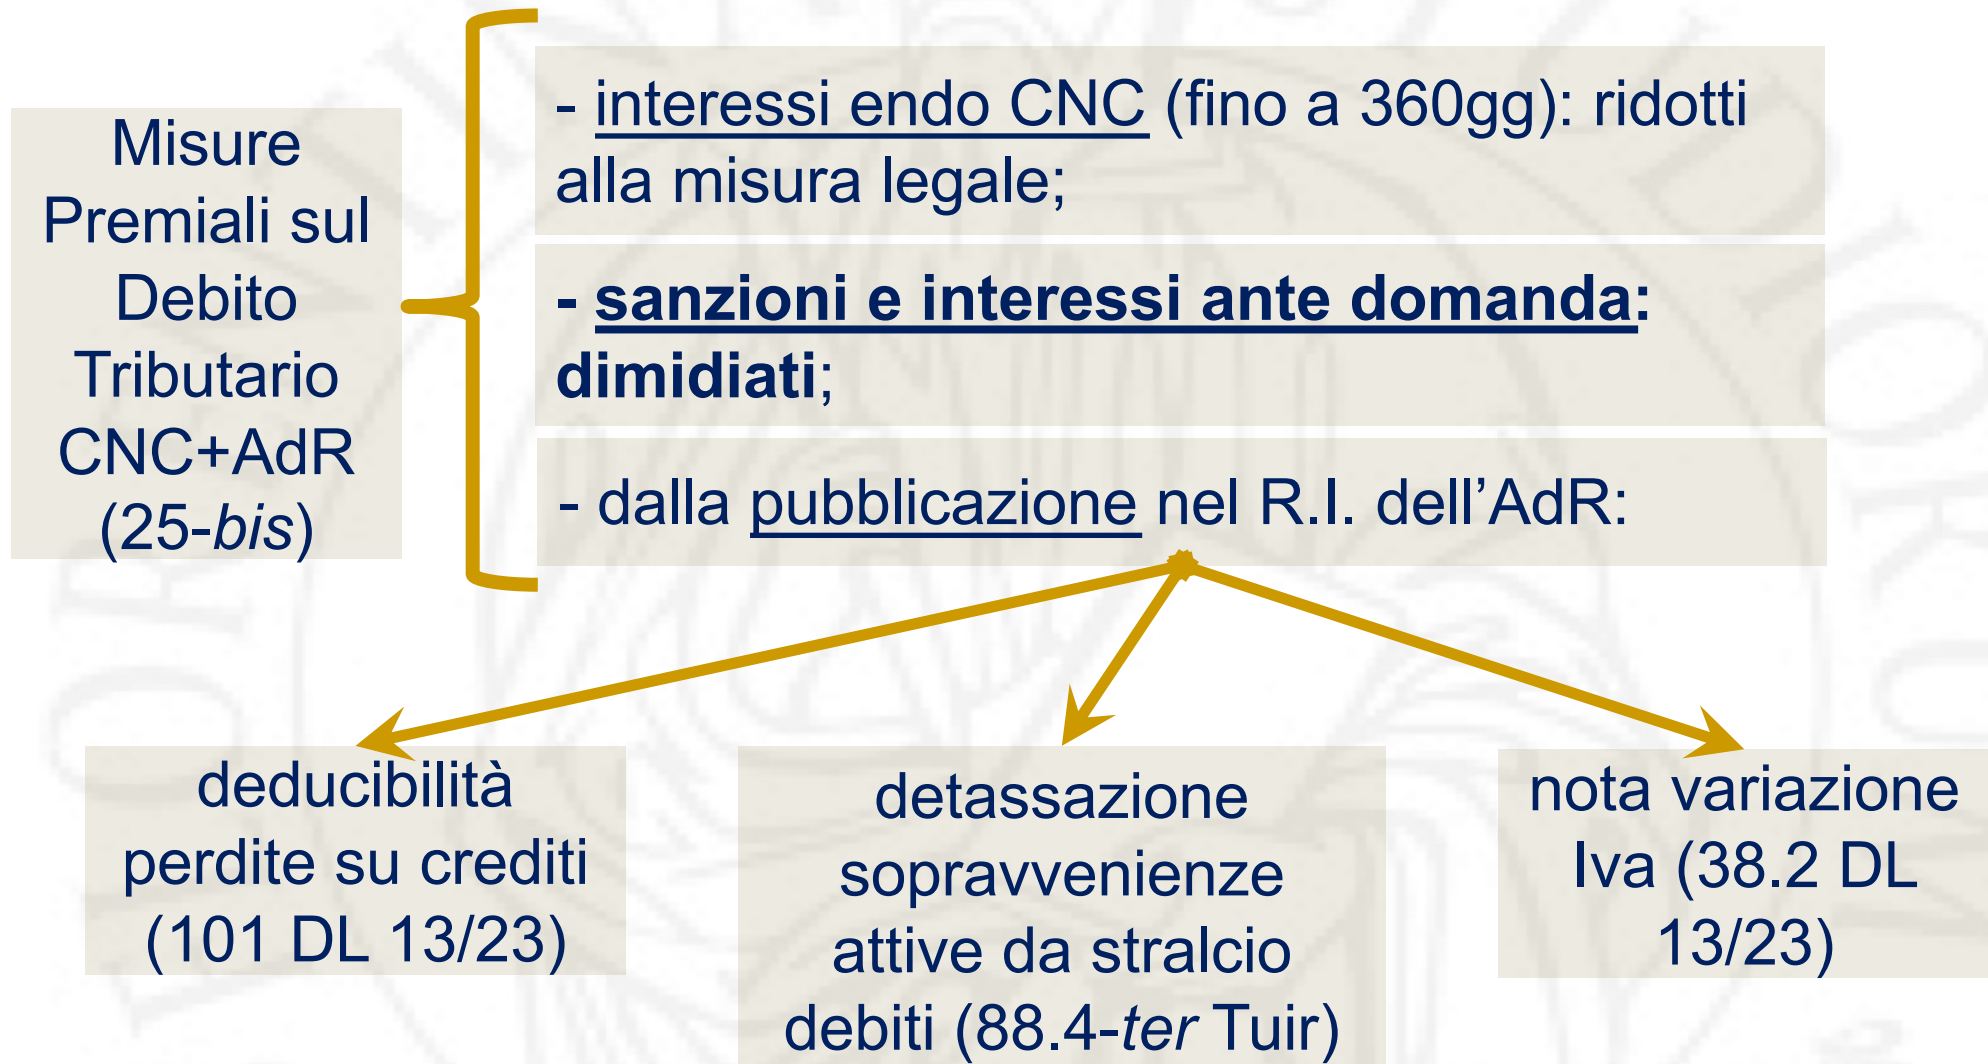 Misure
Premiali sul
Debito
Tributario
CNC+AdR
(25-bis)
- interessi endo CNC (fino a 360gg): ridotti
alla misura legale;
- sanzioni e interessi ante domanda:
dimidiati;
- dalla pubblicazione nel R.I. dell’AdR:
deducibilità
perdite su crediti
(101 DL 13/23)
detassazione
sopravvenienze
attive da stralcio
debiti (88.4-ter Tuir)
nota variazione
Iva (38.2 DL
13/23)